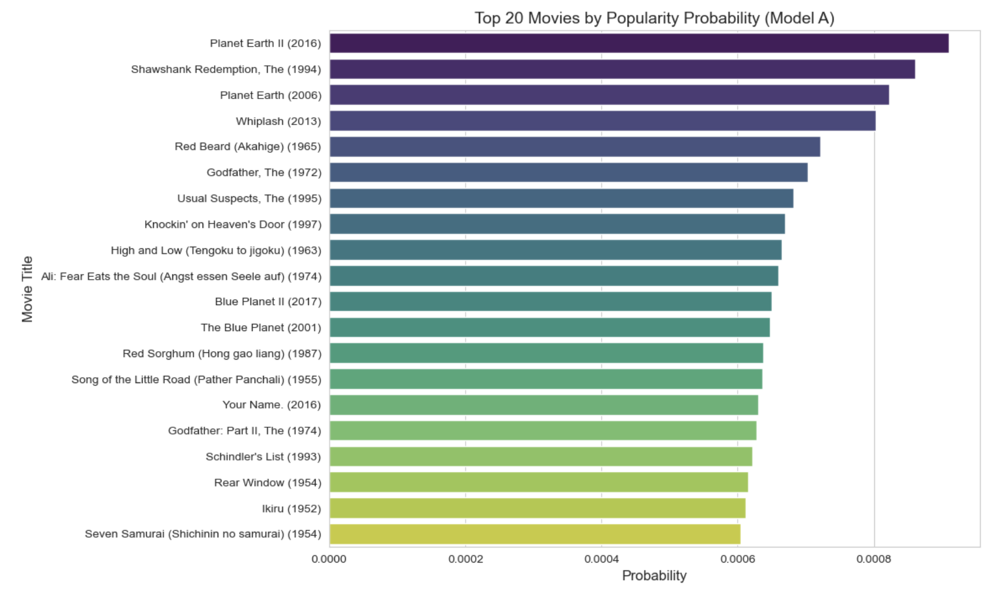 Top 20 Movies by Popularity Probability (Model A)
Planet Earth II (2016)
Shawshank Redemption, The (1994)
Planet Earth (2006)
Whiplash (2013)
Red Beard (Akahige) (1965)
Godfather, The (1972)
Usual Suspects, The (1995)
Knockin' on Heaven's Door (1997)
High and Low (Tengoku to jigoku) (1963)
Ali: Fear Eats the Soul (Angst essen Seele auf) (1974)
Blue Planet II (2017)
The Blue Planet (2001)
Red Sorghum (Hong gao liang) (1987)
Song of the Little Road (Pather Panchali) (1955)
Your Name. (2016)
Godfather: Part II, The (1974)
Schindler's List (1993)
Rear Window (1954)
Ikiru (1952)
Seven Samurai (Shichinin no samurai) (1954)
Movie Title
0.0000 0.0002 0.0004 0.0006 0.0008
Probability